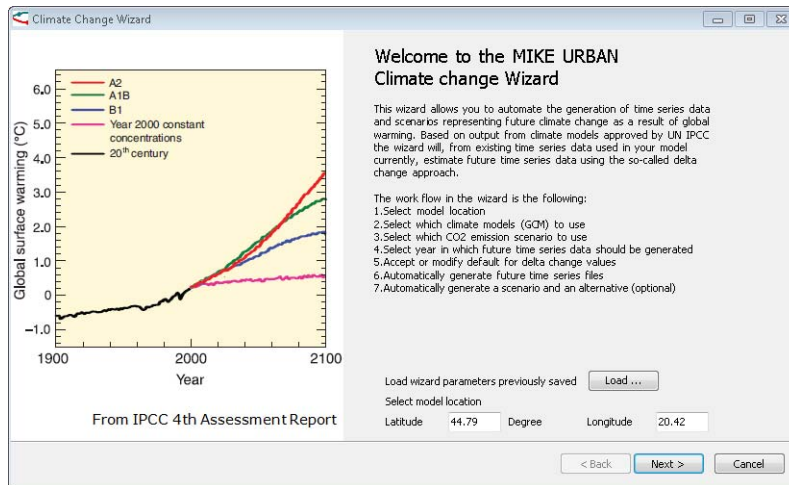 Climate Change Wizard
A2
A1B
B1
Year 2000 constant
concentrations
20th century
Global surface warming (°C)
6.0
5.0
4.0
3.0
2.0
1.0
0
−1.0
1900
2000
2100
Year
From IPCC 4th Assessment Report
Welcome to the MIKE URBAN
Climate change Wizard
This wizard allows you to automate the generation of time series data
and scenarios representing future climate change as a result of global
warming. Based on output from climate models approved by UN IPCC
the wizard will, from existing time series data used in your model
currently, estimate future time series data using the so-called delta
change approach.
The work flow in the wizard is the following:
1.Select model location
2.Select which climate models (GCM) to use
3.Select which CO2 emission scenario to use
4.Select year in which future time series data should be generated
5.Accept or modify default for delta change values
6.Automatically generate future time series files
7.Automatically generate a scenario and an alternative (optional)
Load wizard parameters previously saved Load ...
Select model location
Latitude 44.79 Degree Longitude 20.42
< Back Next > Cancel